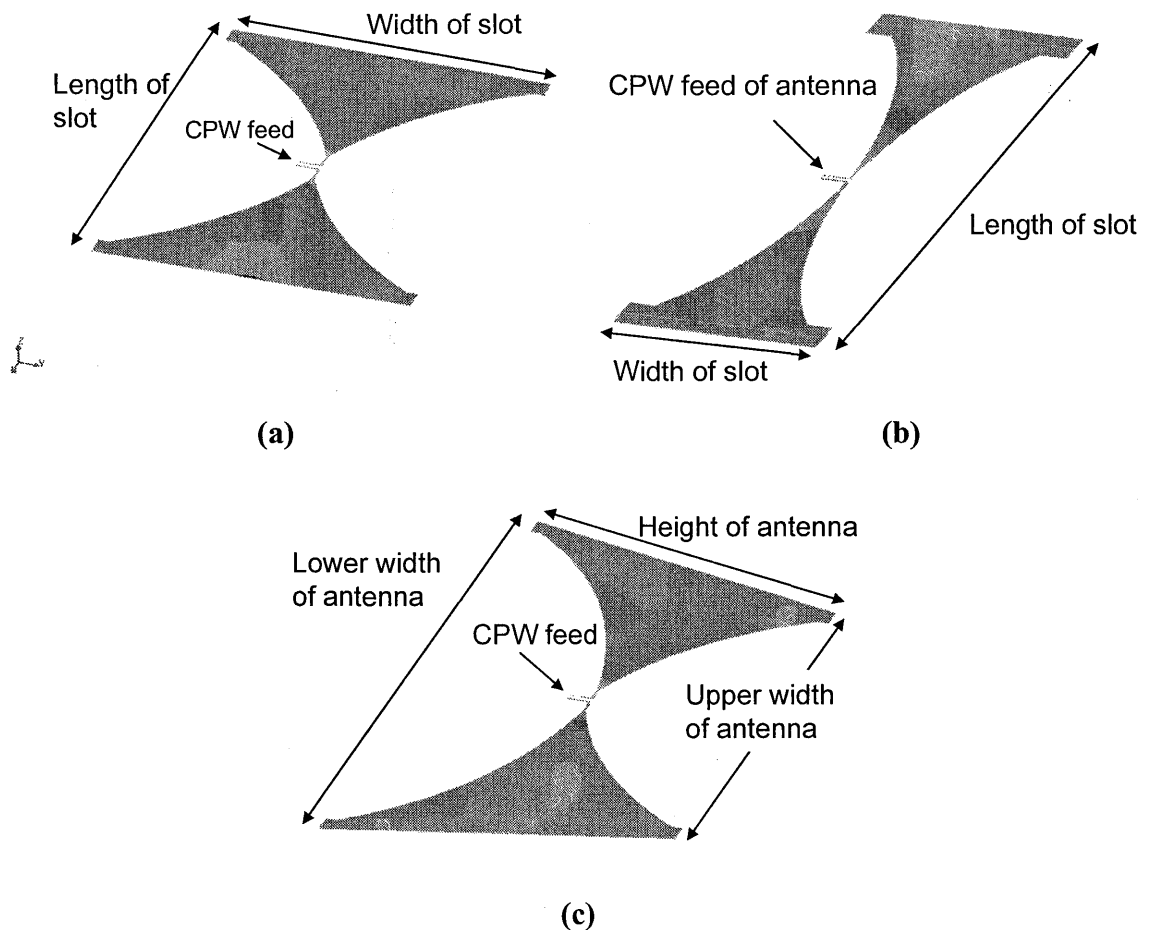 Width of slot
Length of
slot
CPW feed
(a)
CPW feed of antenna
Length of slot
Width of slot
(b)
Height of antenna
Lower width
of antenna
CPW feed
Upper width
of antenna
(c)